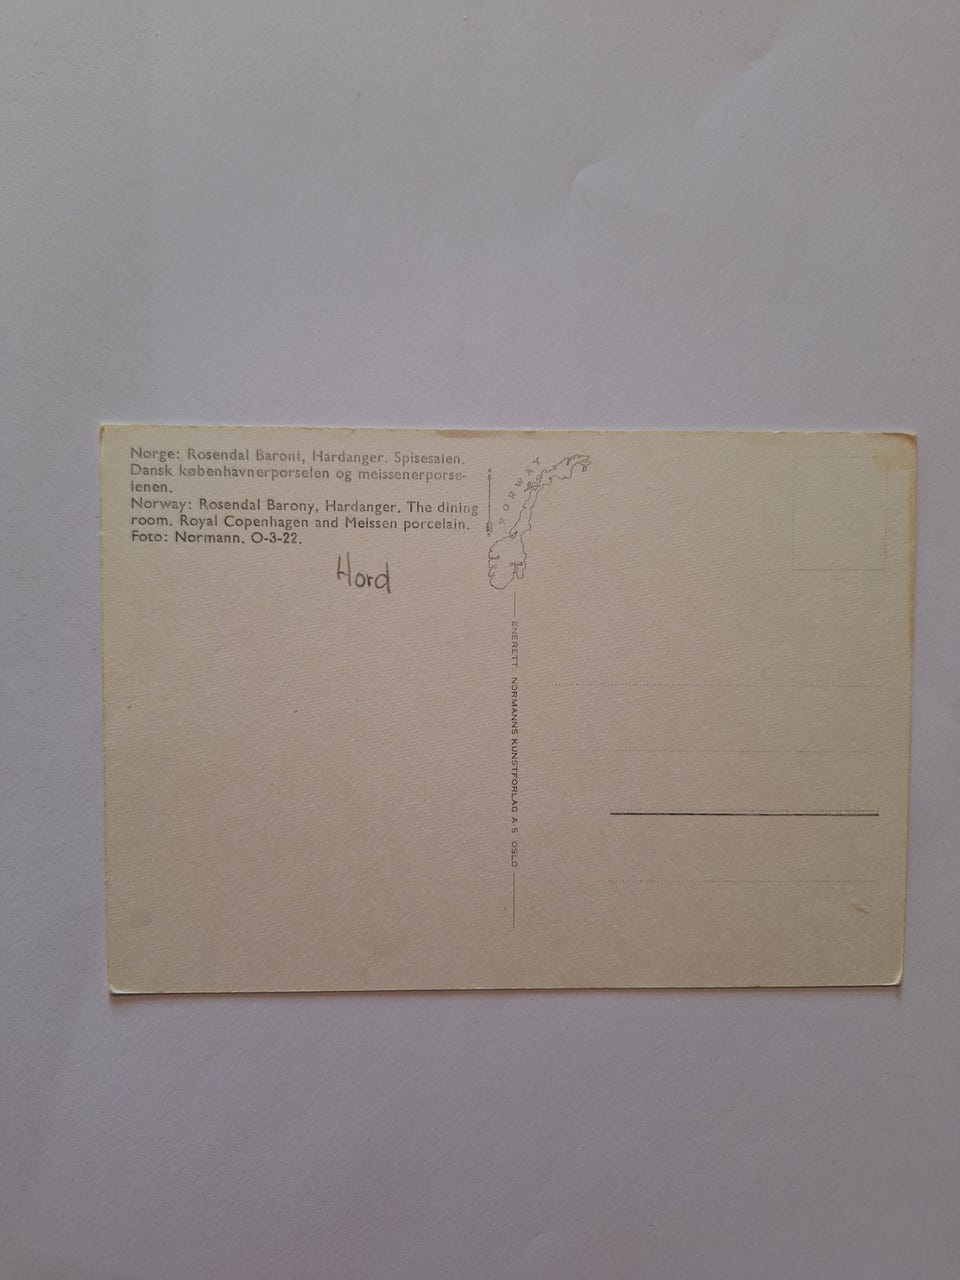 Norge: Rosendal Baroni, Hardanger. Spisesalen.
Dansk københavnerporselen og meissenerporse-
lenen.
Norway: Rosendal Barony, Hardanger. The dining
room. Royal Copenhagen and Meissen porcelain.
Foto: Normann. O-3-22.
Hord
NORWAY
ENERETT: NORMANNS KUNSTFORLAG A·S OSLO